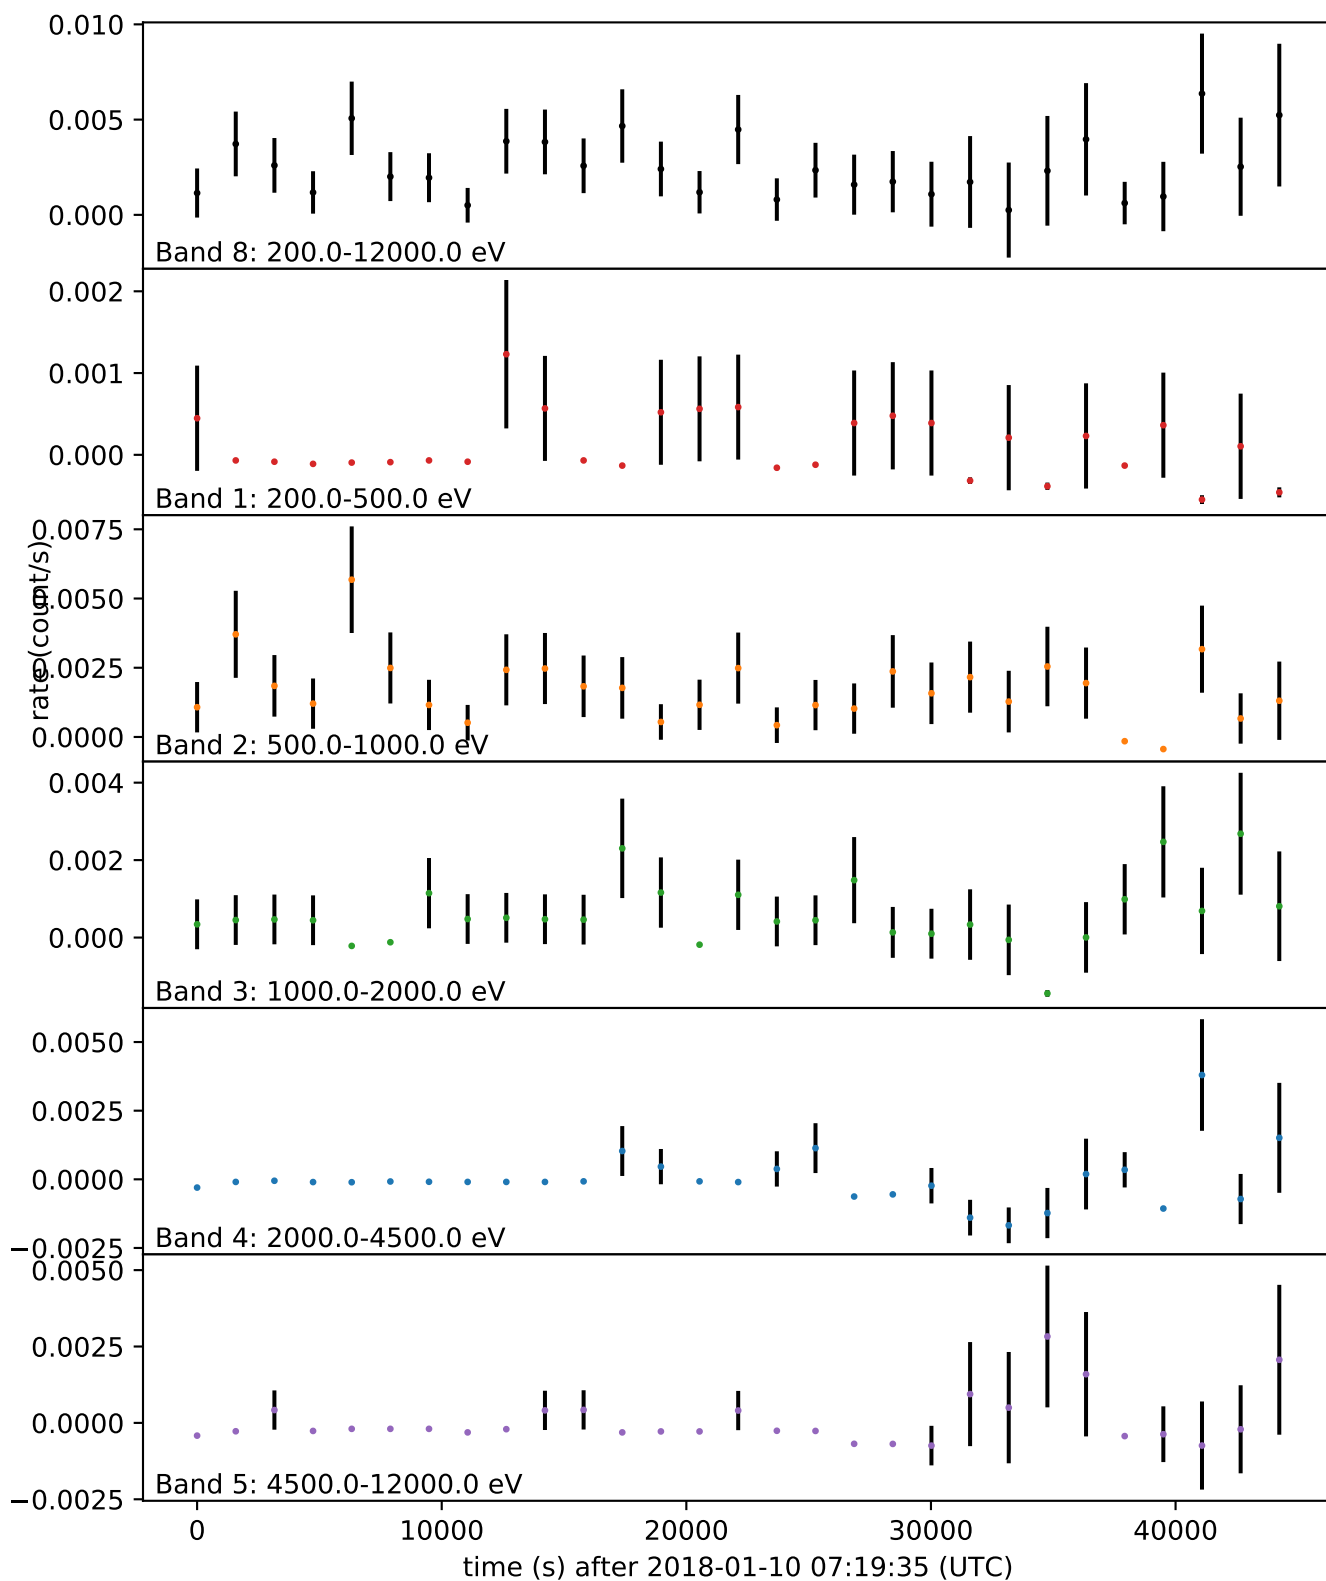 0.010
0.005
0.000
Band 8: 200.0-12000.0 eV
0.002
0.001
0.000
Band 1: 200.0-500.0 eV
rate (count/s)
0.0075
0.0050
0.0025
0.0000
Band 2: 500.0-1000.0 eV
0.004
0.002
0.000
Band 3: 1000.0-2000.0 eV
0.0050
0.0025
0.0000
−0.0025
Band 4: 2000.0-4500.0 eV
0.0050
0.0025
0.0000
−0.0025
Band 5: 4500.0-12000.0 eV
0 10000 20000 30000 40000
time (s) after 2018-01-10 07:19:35 (UTC)